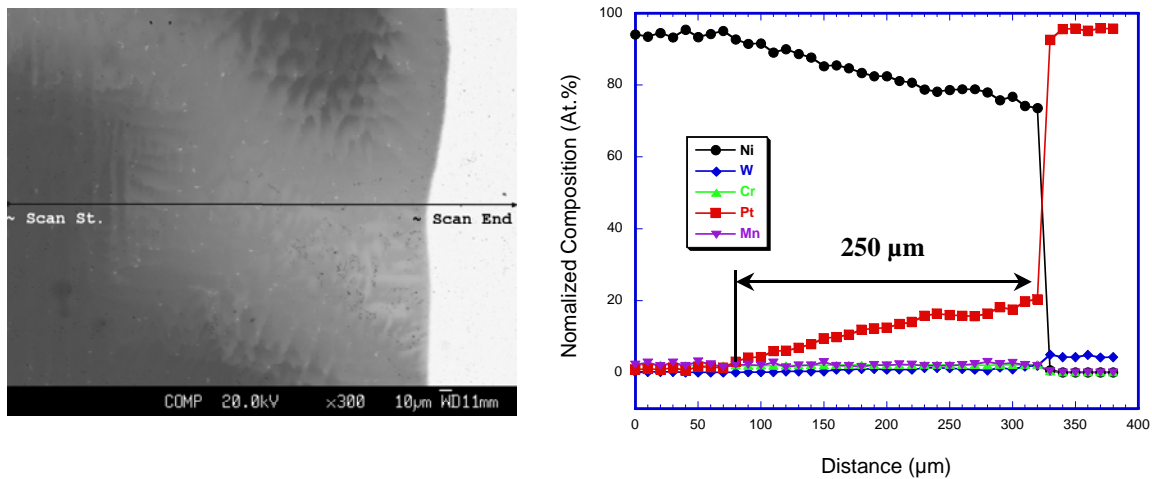 ~ Scan St.
~ Scan End
COMP 20.0kV ×300 10µm WD11mm
Nomalized Composition (At.%)
100
80
60
40
20
0
Ni
W
Cr
Pt
Mn
250 µm
0 50 100 150 200 250 300 350 400
Distance (µm)